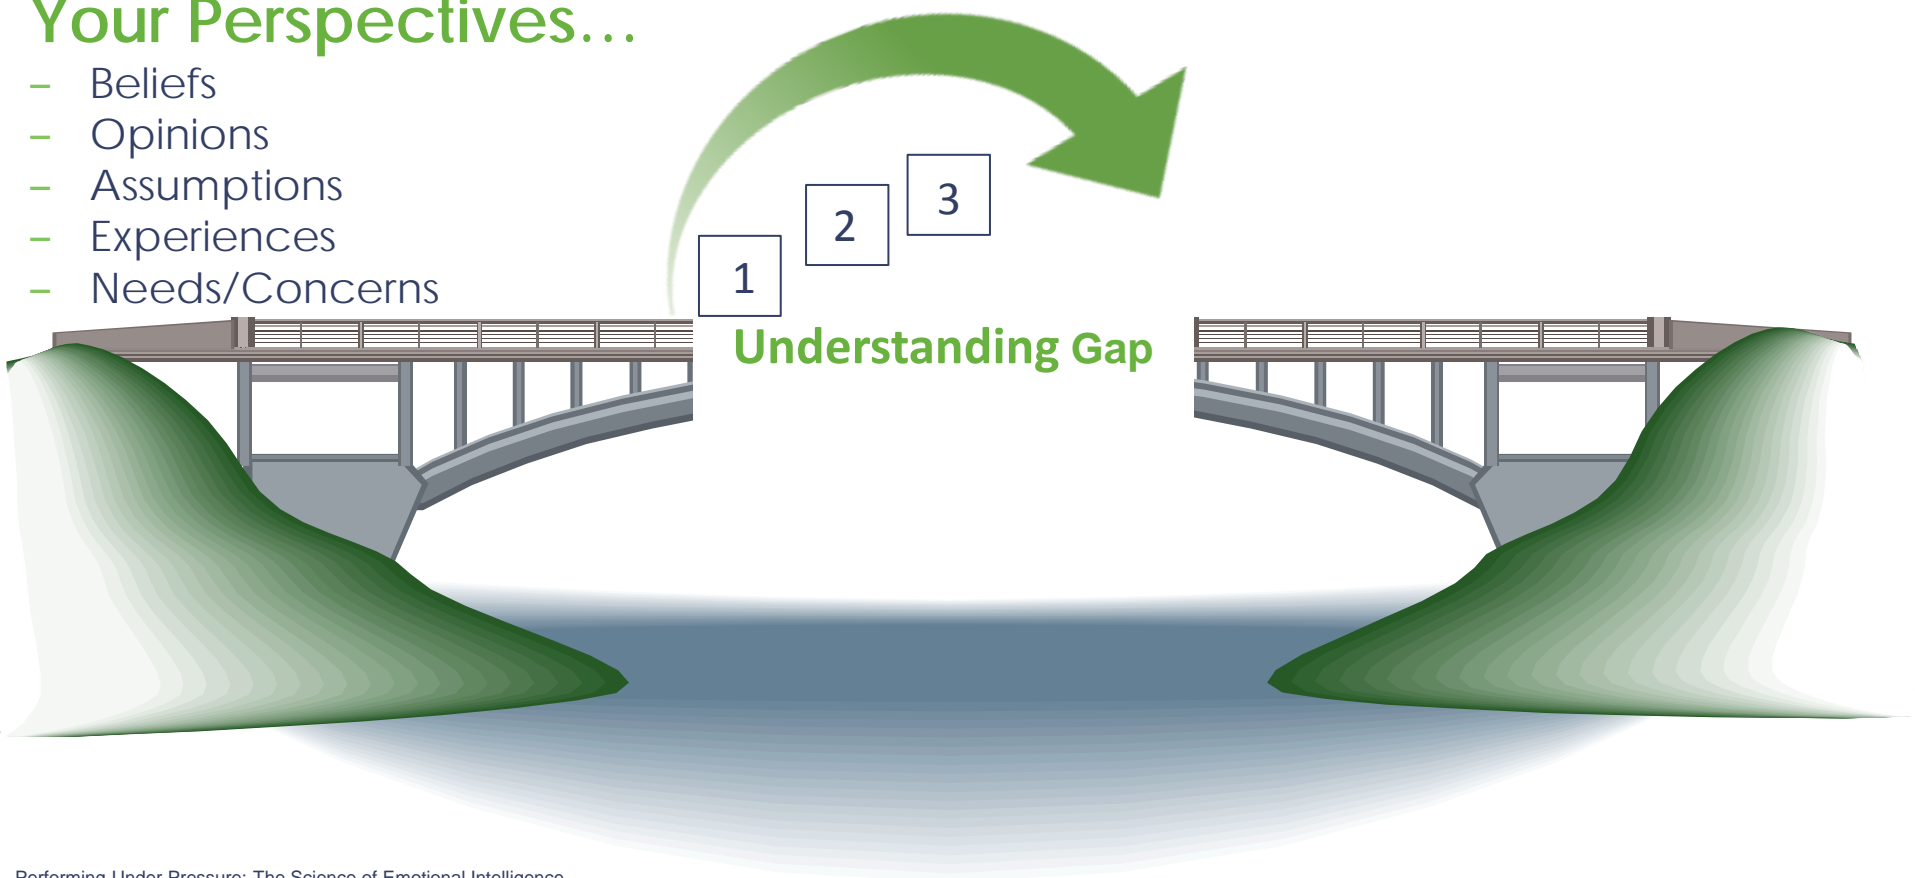 Your Perspectives...
– Beliefs
– Opinions
– Assumptions
– Experiences
– Needs/Concerns
1
2
3
Understanding Gap
Performing Under Pressure: The Science of Emotional Intelligence